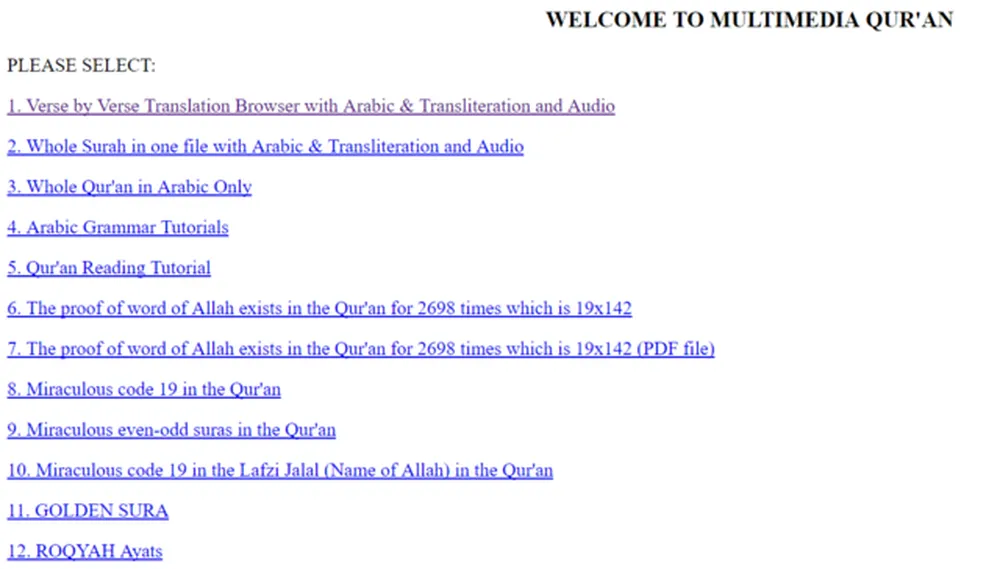 WELCOME TO MULTIMEDIA QUR'AN
PLEASE SELECT:
1. Verse by Verse Translation Browser with Arabic & Transliteration and Audio
2. Whole Surah in one file with Arabic & Transliteration and Audio
3. Whole Qur'an in Arabic Only
4. Arabic Grammar Tutorials
5. Qur'an Reading Tutorial
6. The proof of word of Allah exists in the Qur'an for 2698 times which is 19x142
7. The proof of word of Allah exists in the Qur'an for 2698 times which is 19x142 (PDF file)
8. Miraculous code 19 in the Qur'an
9. Miraculous even-odd suras in the Qur'an
10. Miraculous code 19 in the Lafzi Jalal (Name of Allah) in the Qur'an
11. GOLDEN SURA
12. ROQYAH Ayats